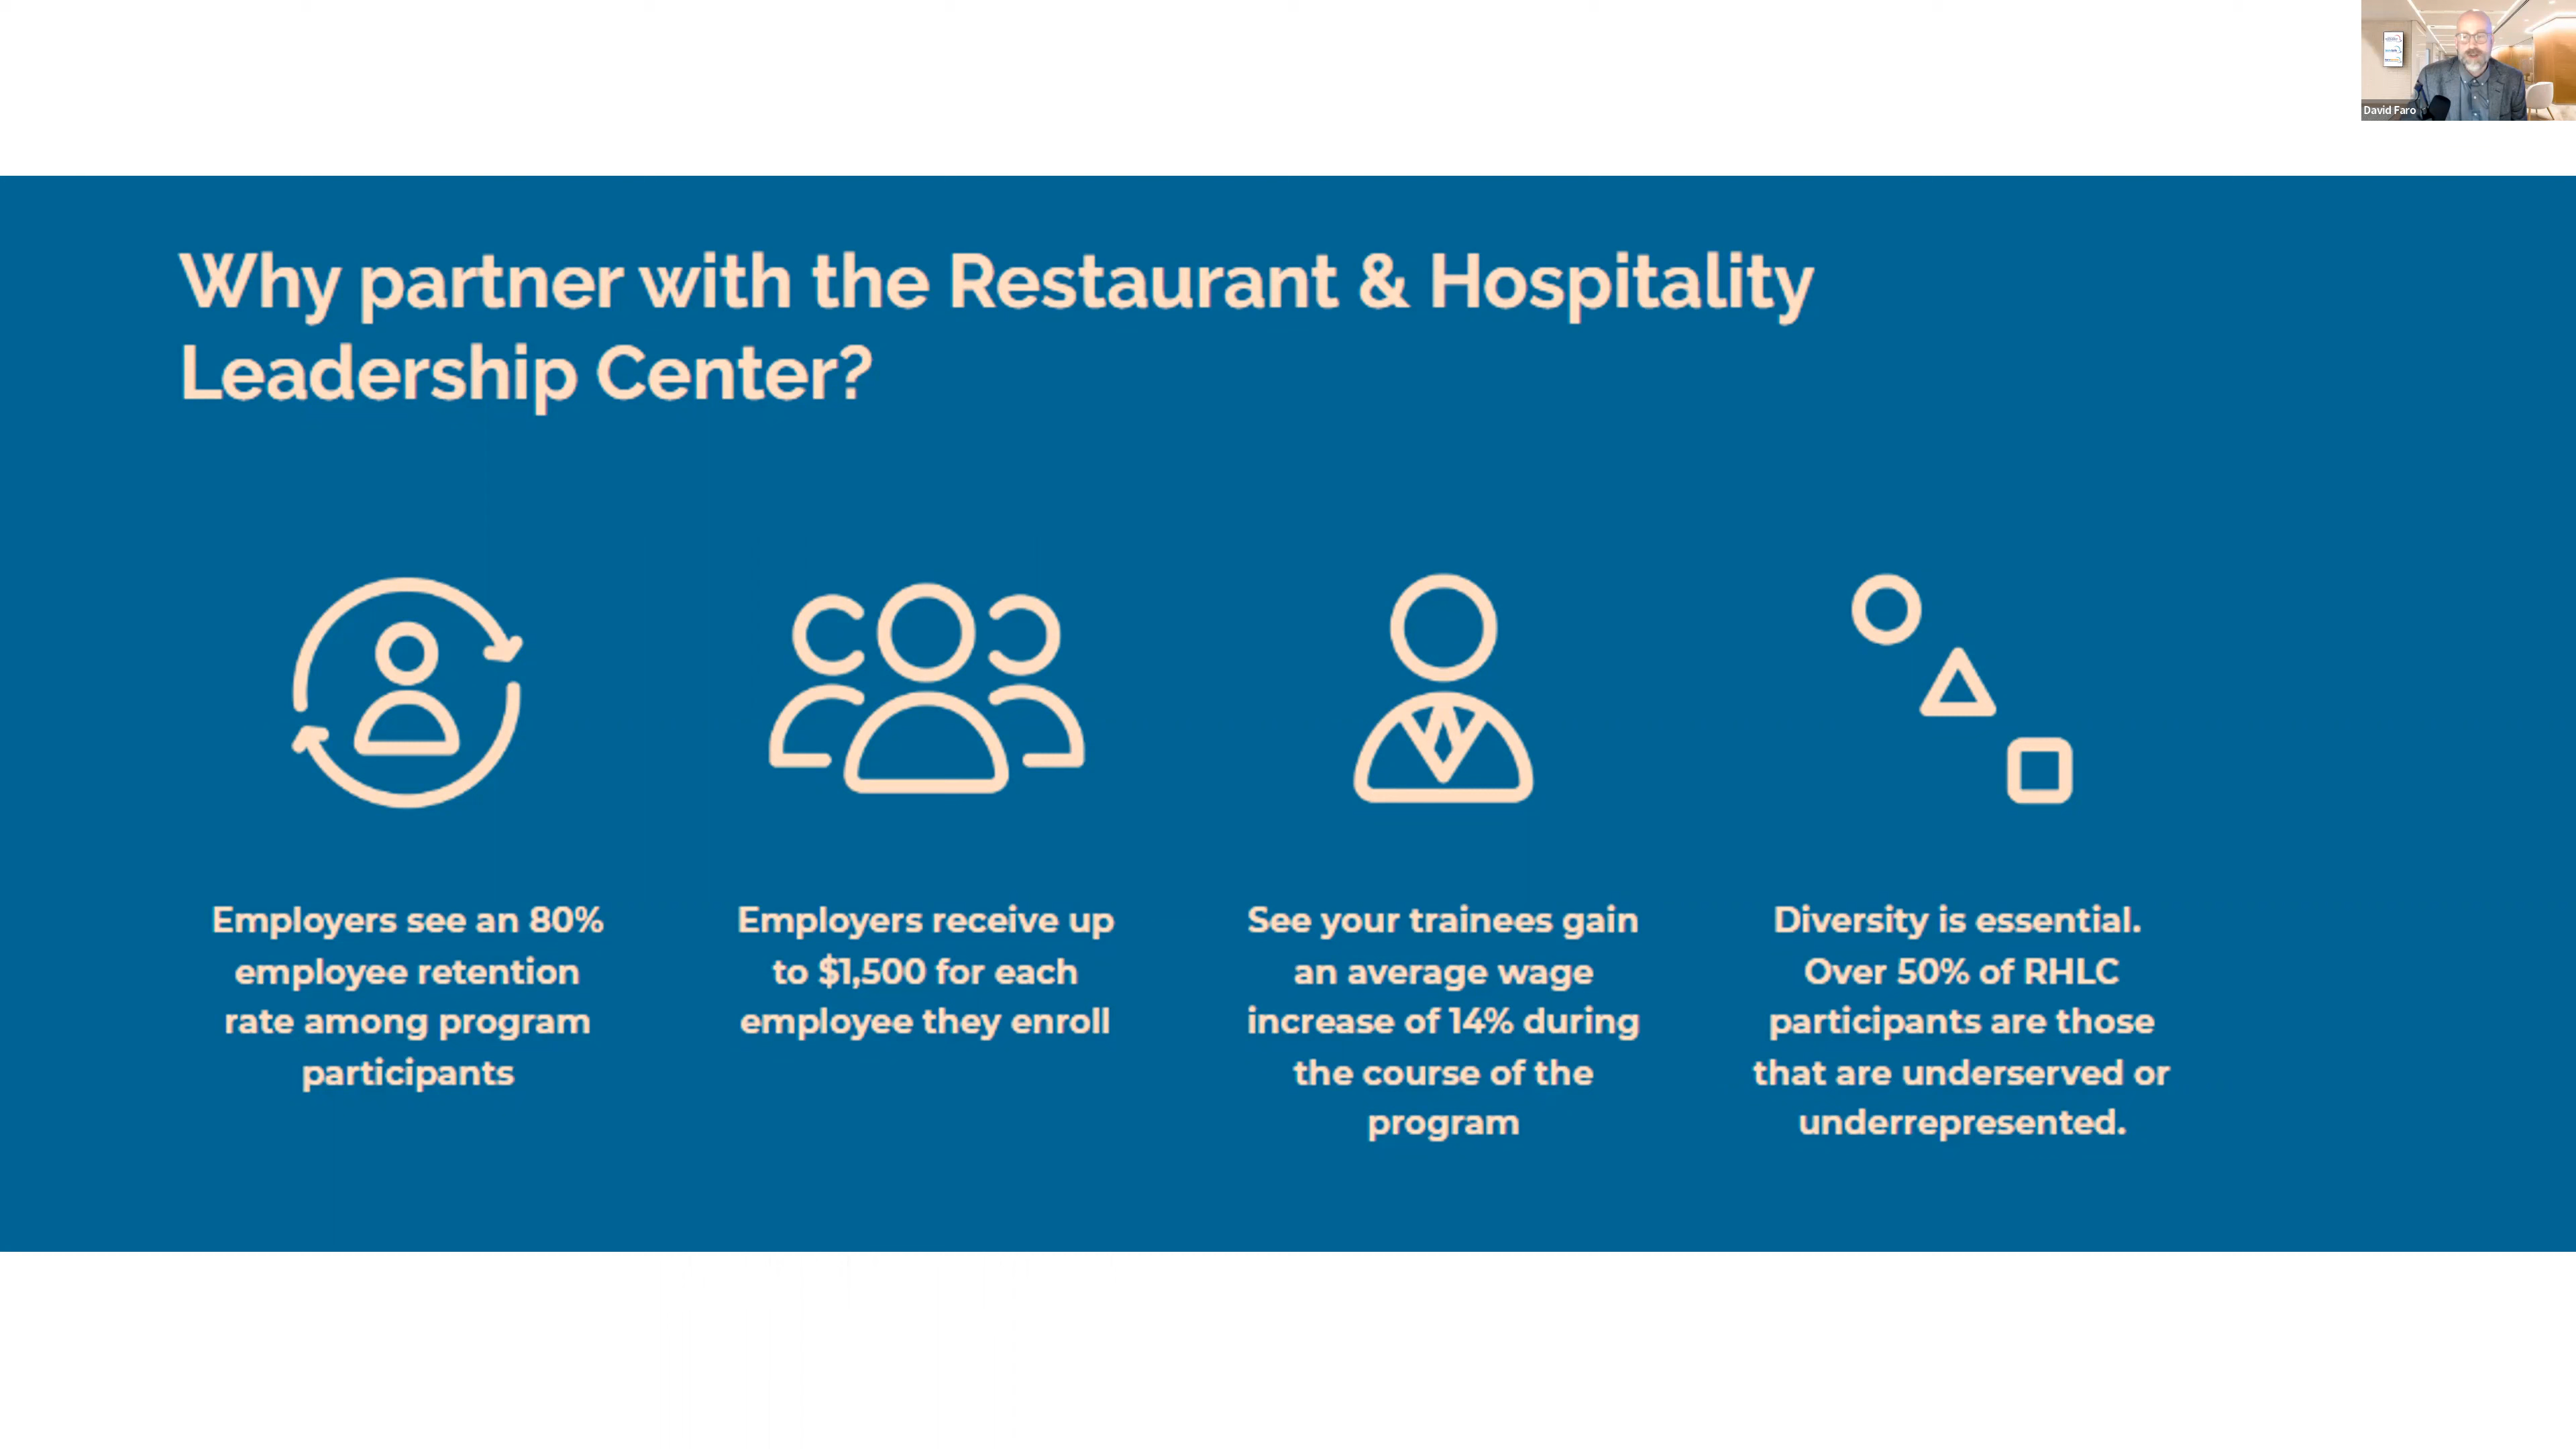 David Faro
Why partner with the Restaurant & Hospitality
Leadership Center?
Employers see an 80%
employee retention
rate among program
participants
Employers receive up
to $1,500 for each
employee they enroll
See your trainees gain
an average wage
increase of 14% during
the course of the
program
Diversity is essential.
Over 50% of RHLC
participants are those
that are underserved or
underrepresented.